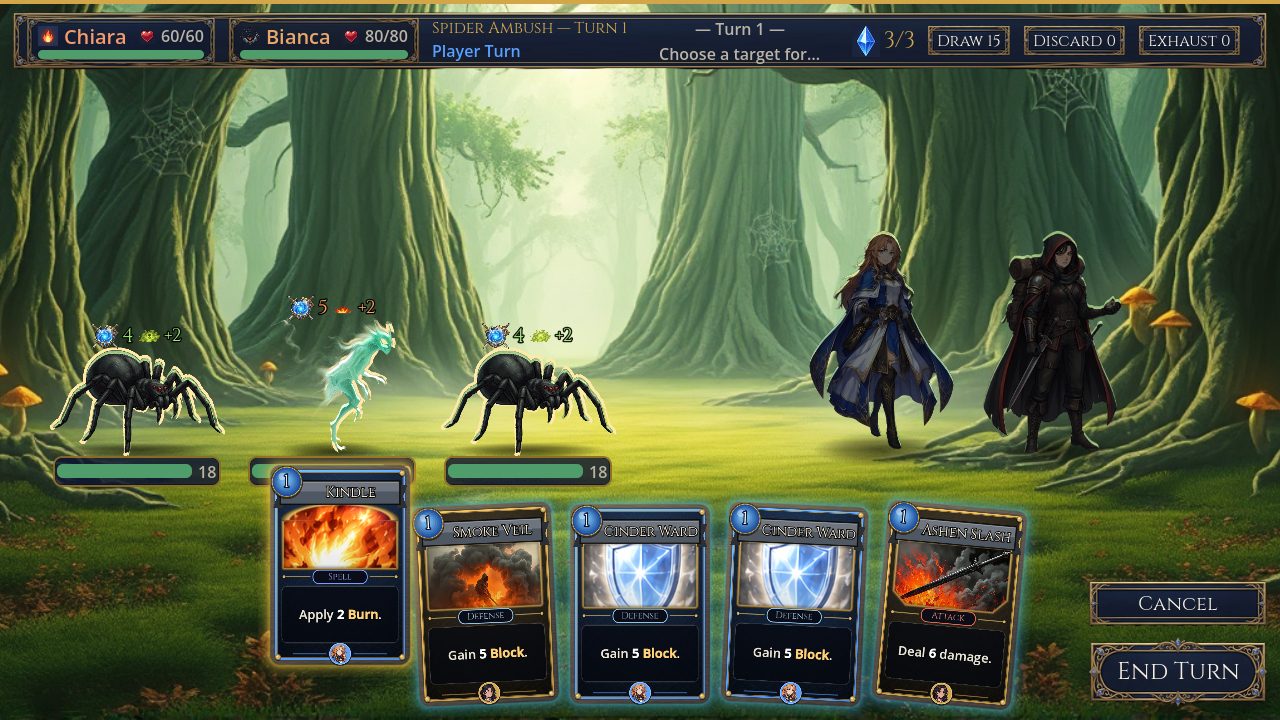 Chiara 60/60
Bianca 80/80
Spider Ambush — Turn 1
Player Turn
— Turn 1 —
Choose a target for...
3/3
Draw 15
Discard 0
Exhaust 0
5 +2
4 +2
4 +2
18
18
1
Kindle
Spell
Apply 2 Burn.
1
Smoke Veil
Defense
Gain 5 Block.
1
Cinder Ward
Defense
Gain 5 Block.
1
Cinder Ward
Defense
Gain 5 Block.
1
Ashen Slash
Attack
Deal 6 damage.
Cancel
End Turn